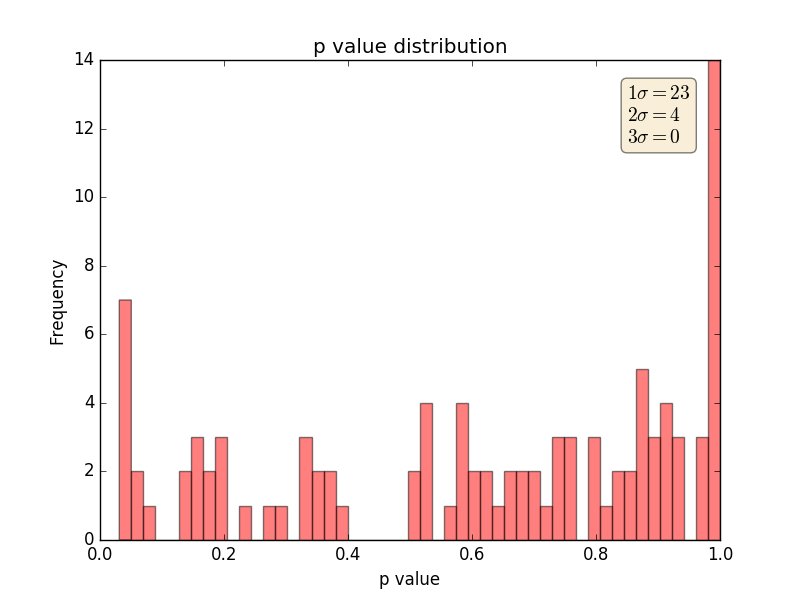 p value distribution
14
12
10
8
6
4
2
0
Frequency
1σ = 23
2σ = 4
3σ = 0
0.0 0.2 0.4 0.6 0.8 1.0
p value